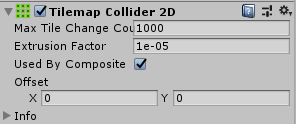 Tilemap Collider 2D
Max Tile Change Cou 1000
Extrusion Factor 1e-05
Used By Composite
Offset
X 0 Y 0
Info